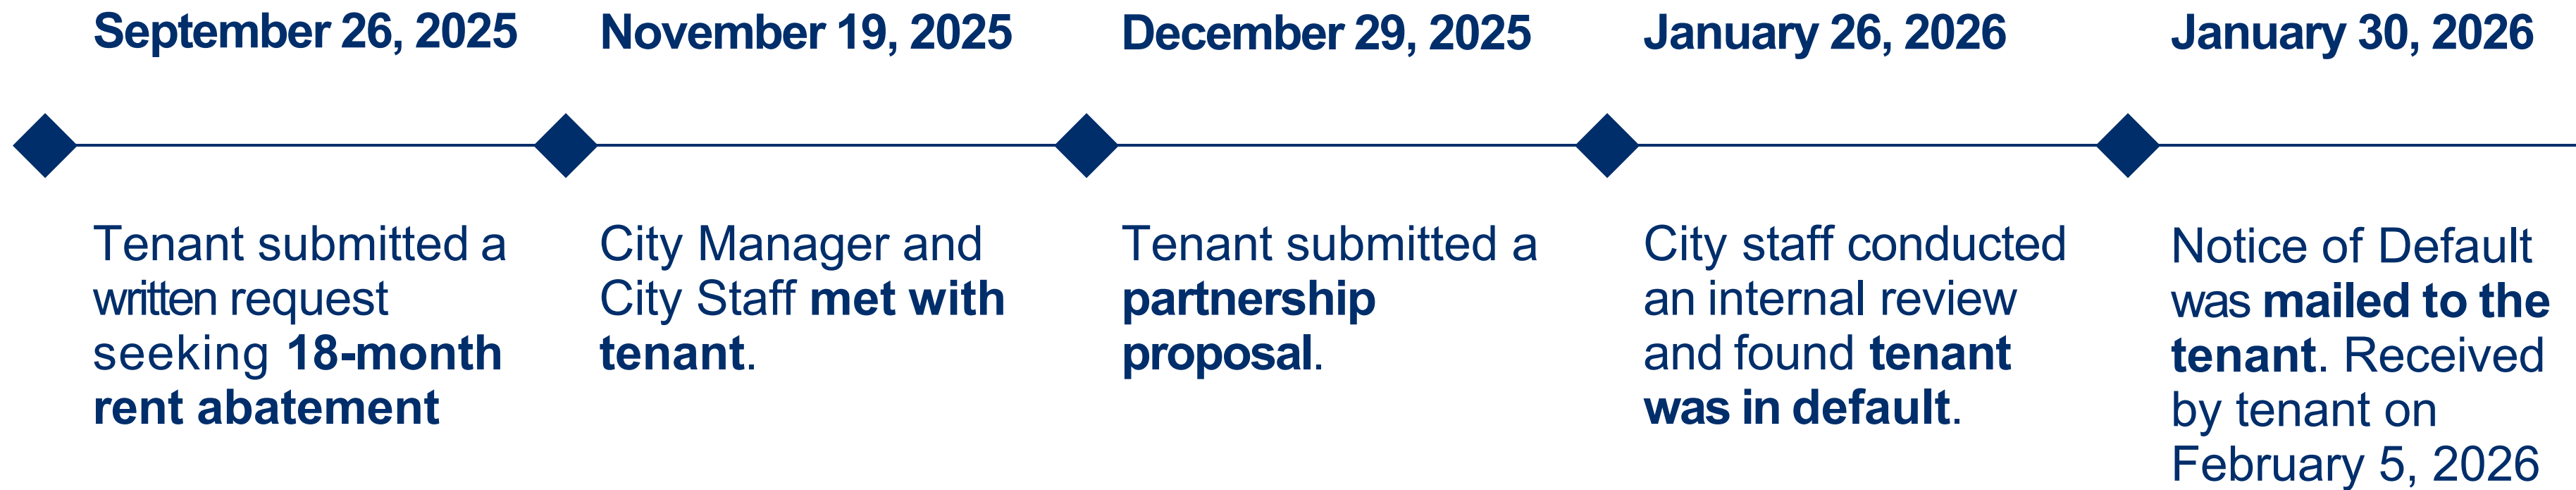 September 26, 2025
Tenant submitted a
written request
seeking 18-month
rent abatement
November 19, 2025
City Manager and
City Staff met with
tenant.
December 29, 2025
Tenant submitted a
partnership
proposal.
January 26, 2026
City staff conducted
an internal review
and found tenant
was in default.
January 30, 2026
Notice of Default
was mailed to the
tenant. Received
by tenant on
February 5, 2026